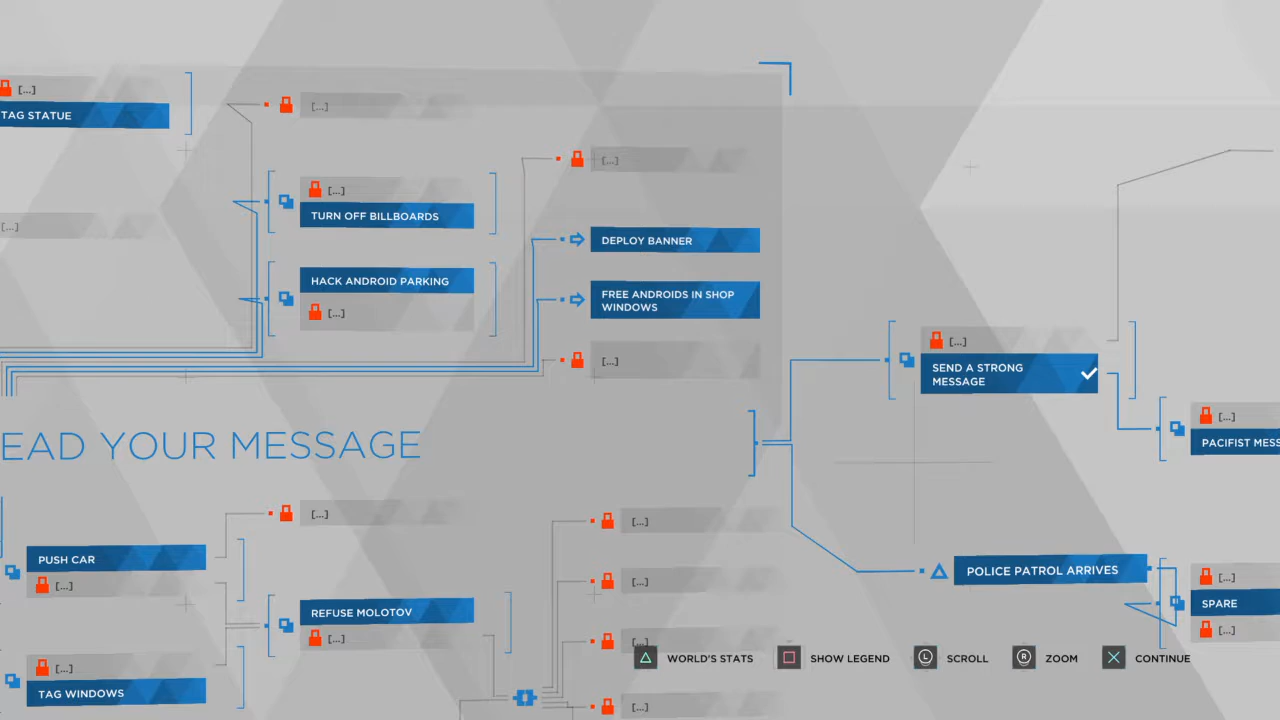 [...]
TAG STATUE
[...]
[...]
[...]
TURN OFF BILLBOARDS
HACK ANDROID PARKING
[...]
[...]
DEPLOY BANNER
FREE ANDROIDS IN SHOP
WINDOWS
[...]
[...]
SEND A STRONG
MESSAGE
[...]
PACIFIST MESS
EAD YOUR MESSAGE
PUSH CAR
[...]
[...]
TAG WINDOWS
[...]
REFUSE MOLOTOV
[...]
[...]
[...]
[...]
[...]
POLICE PATROL ARRIVES
[...]
SPARE
[...]
WORLD'S STATS
SHOW LEGEND
L
SCROLL
R
ZOOM
CONTINUE